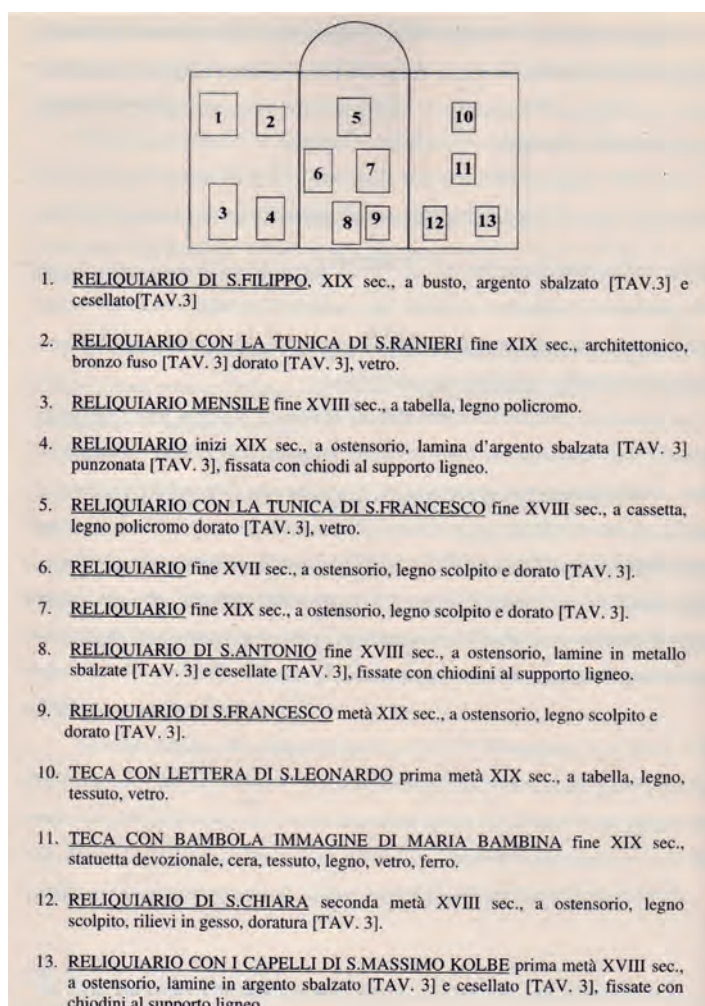 1 2 5 10
6 7 11
3 4 8 9 12 13
1. RELIQUIARIO DI S.FILIPPO, XIX sec., a busto, argento sbalzato [TAV.3] e
cesellato[TAV.3]
2. RELIQUIARIO CON LA TUNICA DI S.RANIERI fine XIX sec., architettonico,
bronzo fuso [TAV. 3] dorato [TAV. 3], vetro.
3. RELIQUIARIO MENSILE fine XVIII sec., a tabella, legno policromo.
4. RELIQUIARIO inizi XIX sec., a ostensorio, lamina d'argento sbalzata [TAV. 3]
punzonata [TAV. 3], fissata con chiodi al supporto ligneo.
5. RELIQUIARIO CON LA TUNICA DI S.FRANCESCO fine XVIII sec., a cassetta,
legno policromo dorato [TAV. 3], vetro.
6. RELIQUIARIO fine XVII sec., a ostensorio, legno scolpito e dorato [TAV. 3].
7. RELIQUIARIO fine XIX sec., a ostensorio, legno scolpito e dorato [TAV. 3].
8. RELIQUIARIO DI S.ANTONIO fine XVIII sec., a ostensorio, lamine in metallo
sbalzate [TAV. 3] e cesellate [TAV. 3], fissate con chiodini al supporto ligneo.
9. RELIQUIARIO DI S.FRANCESCO metà XIX sec., a ostensorio, legno scolpito e
dorato [TAV. 3].
10. TECA CON LETTERA DI S.LEONARDO prima metà XIX sec., a tabella, legno,
tessuto, vetro.
11. TECA CON BAMBOLA IMMAGINE DI MARIA BAMBINA fine XIX sec.,
statuetta devozionale, cera, tessuto, legno, vetro, ferro.
12. RELIQUIARIO DI S.CHIARA seconda metà XVIII sec., a ostensorio, legno
scolpito, rilievi in gesso, doratura [TAV. 3].
13. RELIQUIARIO CON I CAPELLI DI S.MASSIMO KOLBE prima metà XVIII sec.,
a ostensorio, lamine in argento sbalzato [TAV. 3] e cesellato [TAV. 3], fissate con
chiodini al supporto ligneo